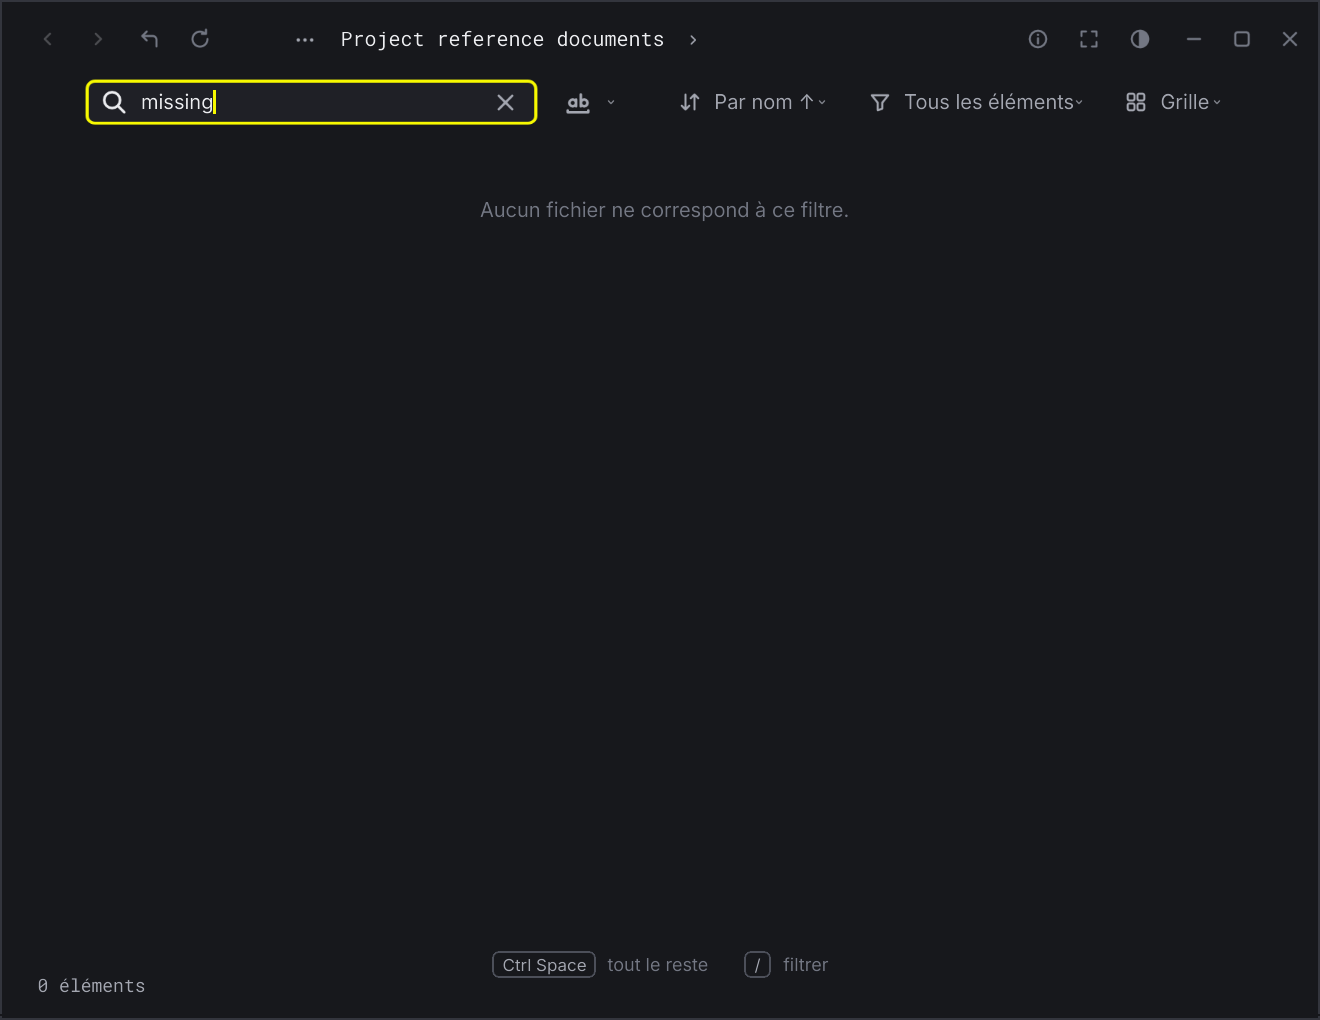 Project reference documents
missing
ab
Par nom ↑
Tous les éléments
Grille
Aucun fichier ne correspond à ce filtre.
Ctrl Space tout le reste / filtrer
0 éléments